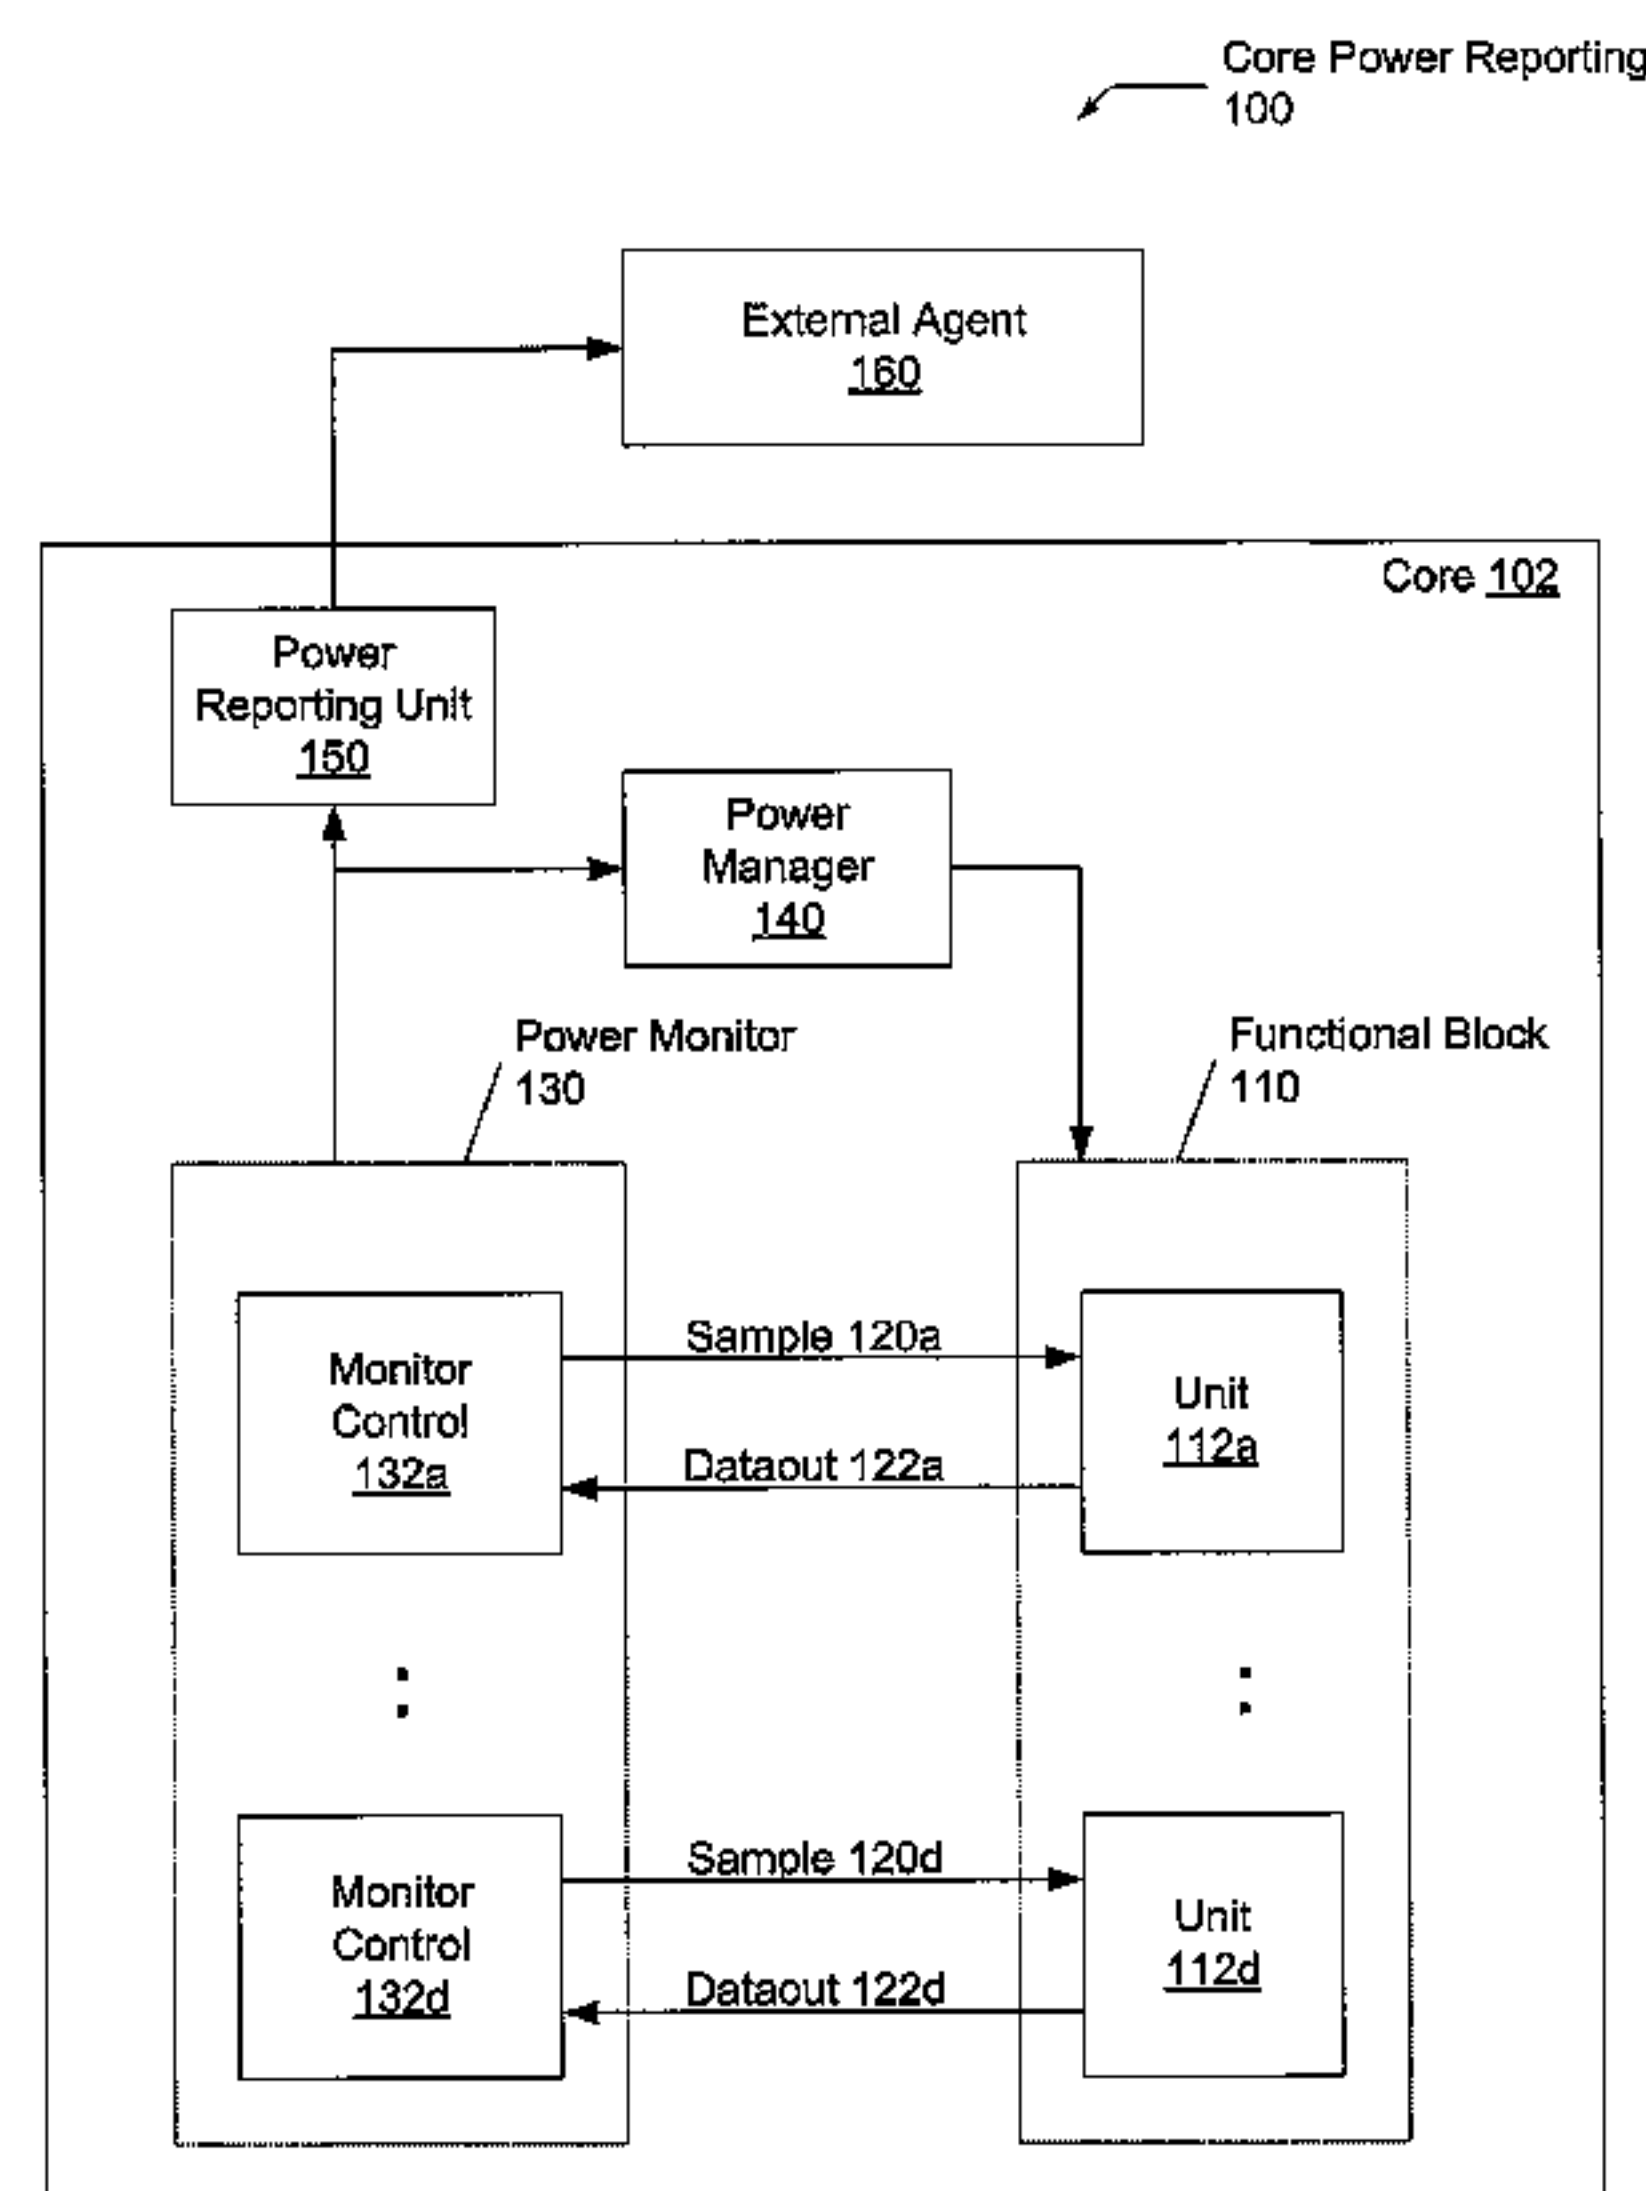 Core Power Reporting
100
External Agent
160
Core 102
Power
Reporting Unit
150
Power
Manager
140
Power Monitor
130
Functional Block
110
Monitor
Control
132a
Sample 120a
Dataout 122a
Unit
112a
Monitor
Control
132d
Sample 120d
Dataout 122d
Unit
112d